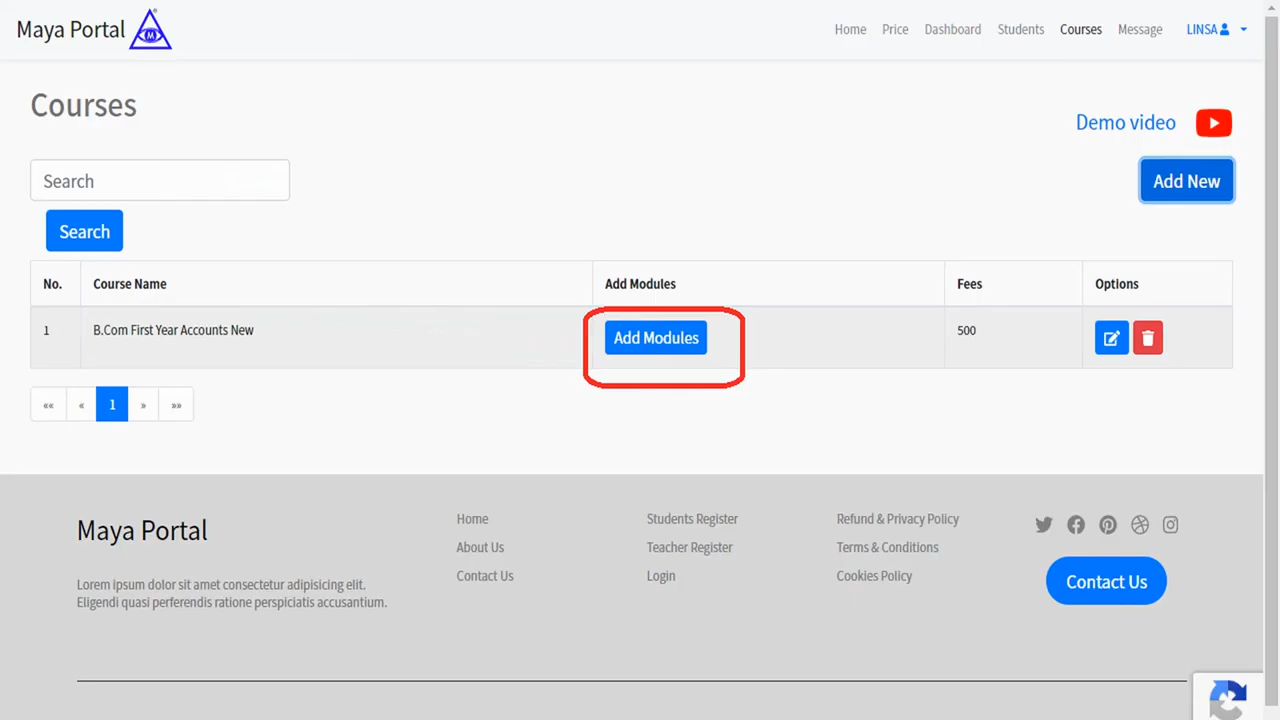 Maya Portal
M
Home Price Dashboard Students Courses Message LINSA
Courses
Demo video
Search
Add New
Search
No. Course Name Add Modules Fees Options
1 B.Com First Year Accounts New Add Modules 500
«« « 1 » »»
Maya Portal
Lorem ipsum dolor sit amet consectetur adipisicing elit.
Eligendi quasi perferendis ratione perspiciatis accusantium.
Home
About Us
Contact Us
Students Register
Teacher Register
Login
Refund & Privacy Policy
Terms & Conditions
Cookies Policy
Contact Us